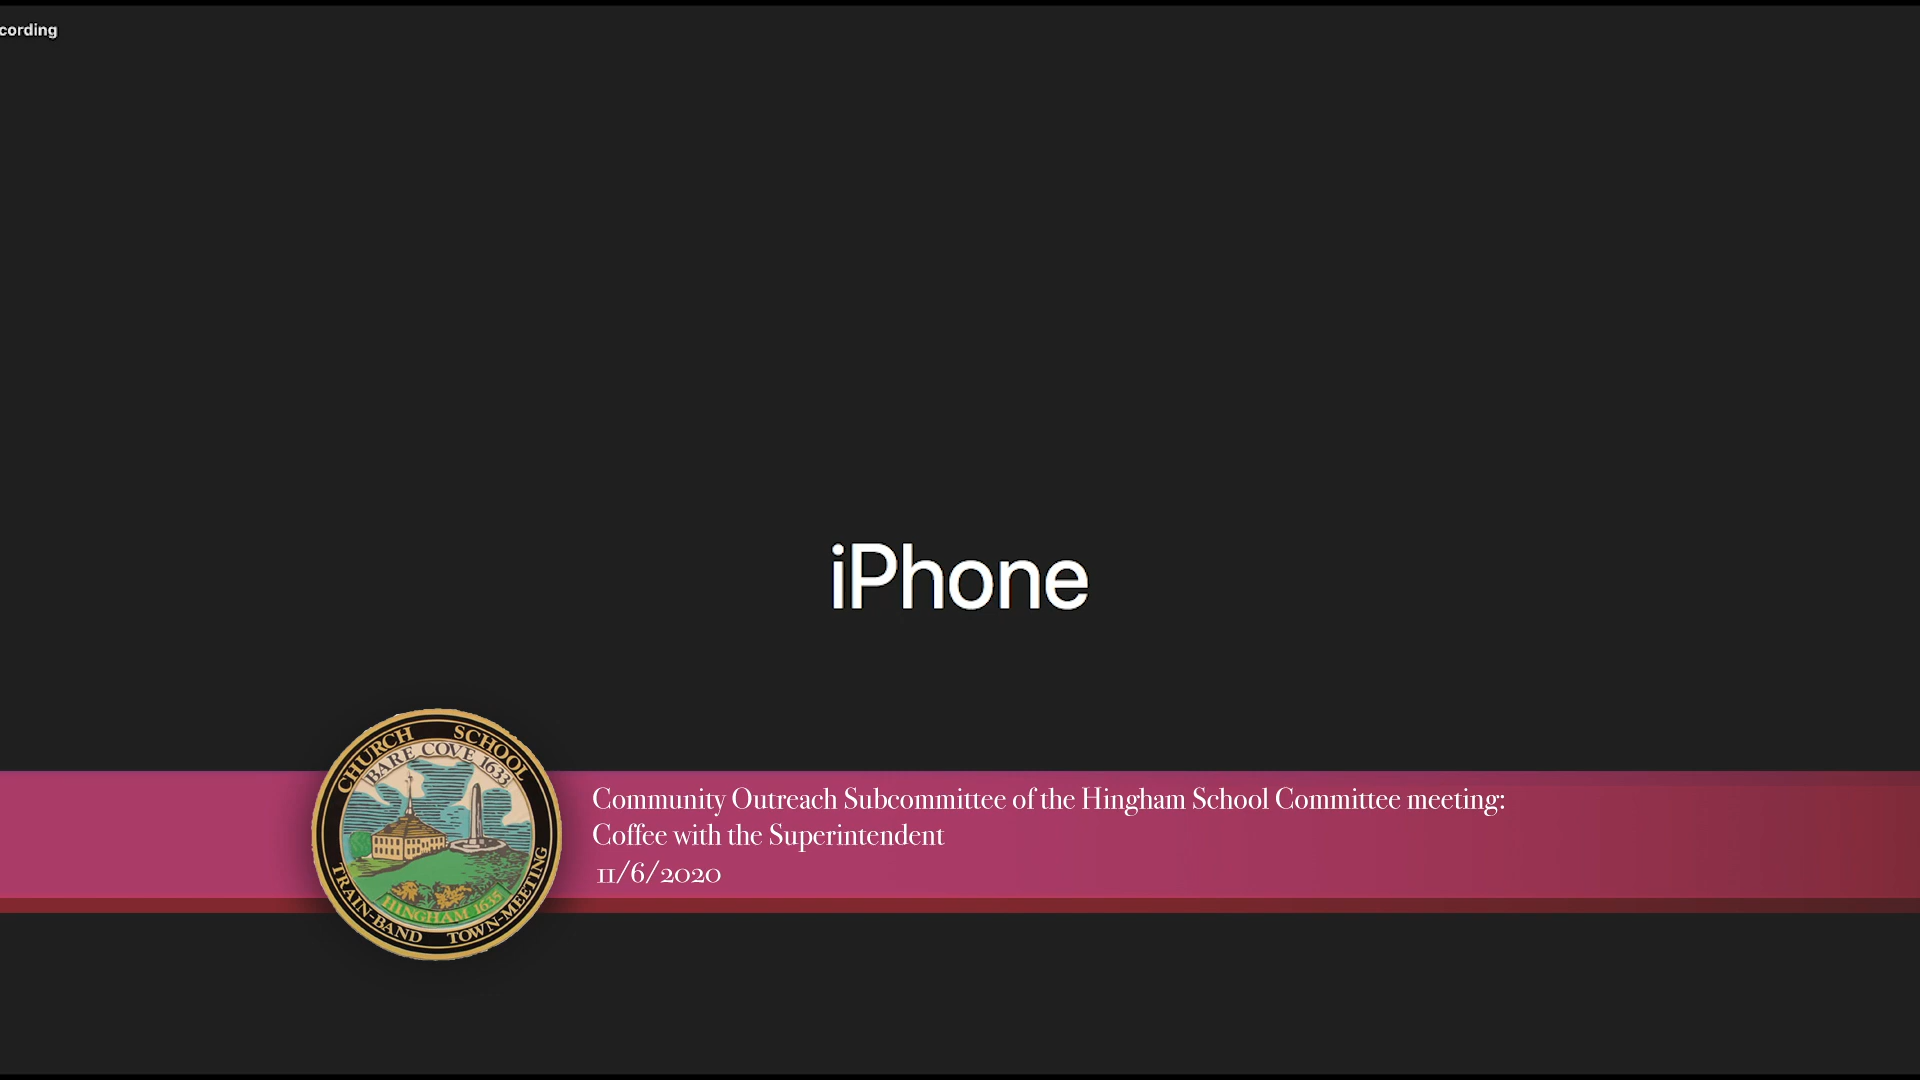 cording
iPhone
CHURCH SCHOOL
BARE COVE 1633
HINGHAM 1635
TRAIN-BAND TOWN-MEETING
Community Outreach Subcommittee of the Hingham School Committee meeting:
Coffee with the Superintendent
11/6/2020